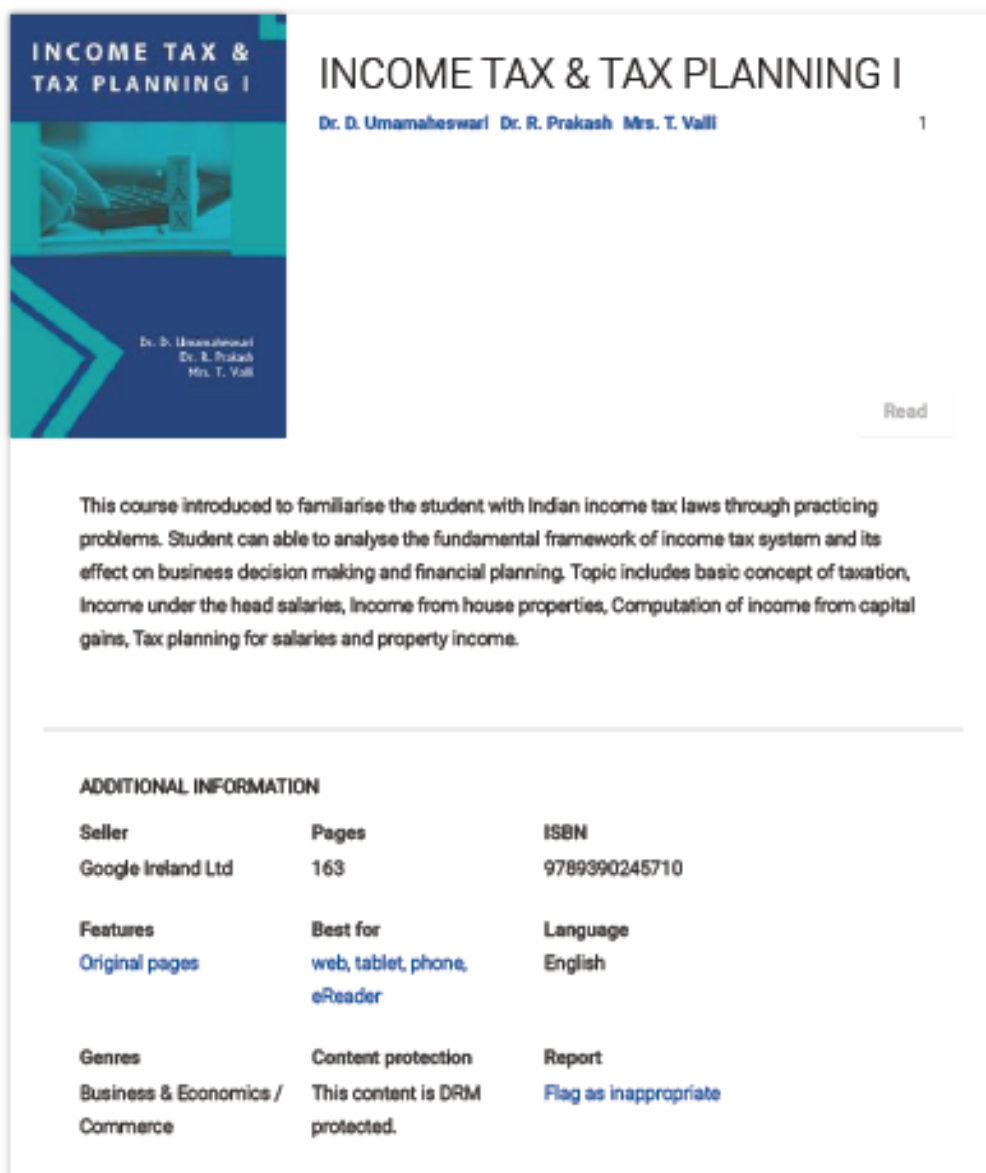 INCOME TAX &
TAX PLANNING I
TAX
Dr. D. Umamaheswari
Dr. R. Prakash
Mrs. T. Valli
INCOME TAX & TAX PLANNING I
Dr. D. Umamaheswari Dr. R. Prakash Mrs. T. Valli 1
Read
This course introduced to familiarise the student with Indian income tax laws through practicing
problems. Student can able to analyse the fundamental framework of income tax system and its
effect on business decision making and financial planning. Topic includes basic concept of taxation,
Income under the head salaries, Income from house properties, Computation of income from capital
gains, Tax planning for salaries and property income.
ADDITIONAL INFORMATION
Seller Pages ISBN
Google Ireland Ltd 163 9789390245710
Features Best for Language
Original pages web, tablet, phone, English
eReader
Genres Content protection Report
Business & Economics / This content is DRM Flag as inappropriate
Commerce protected.